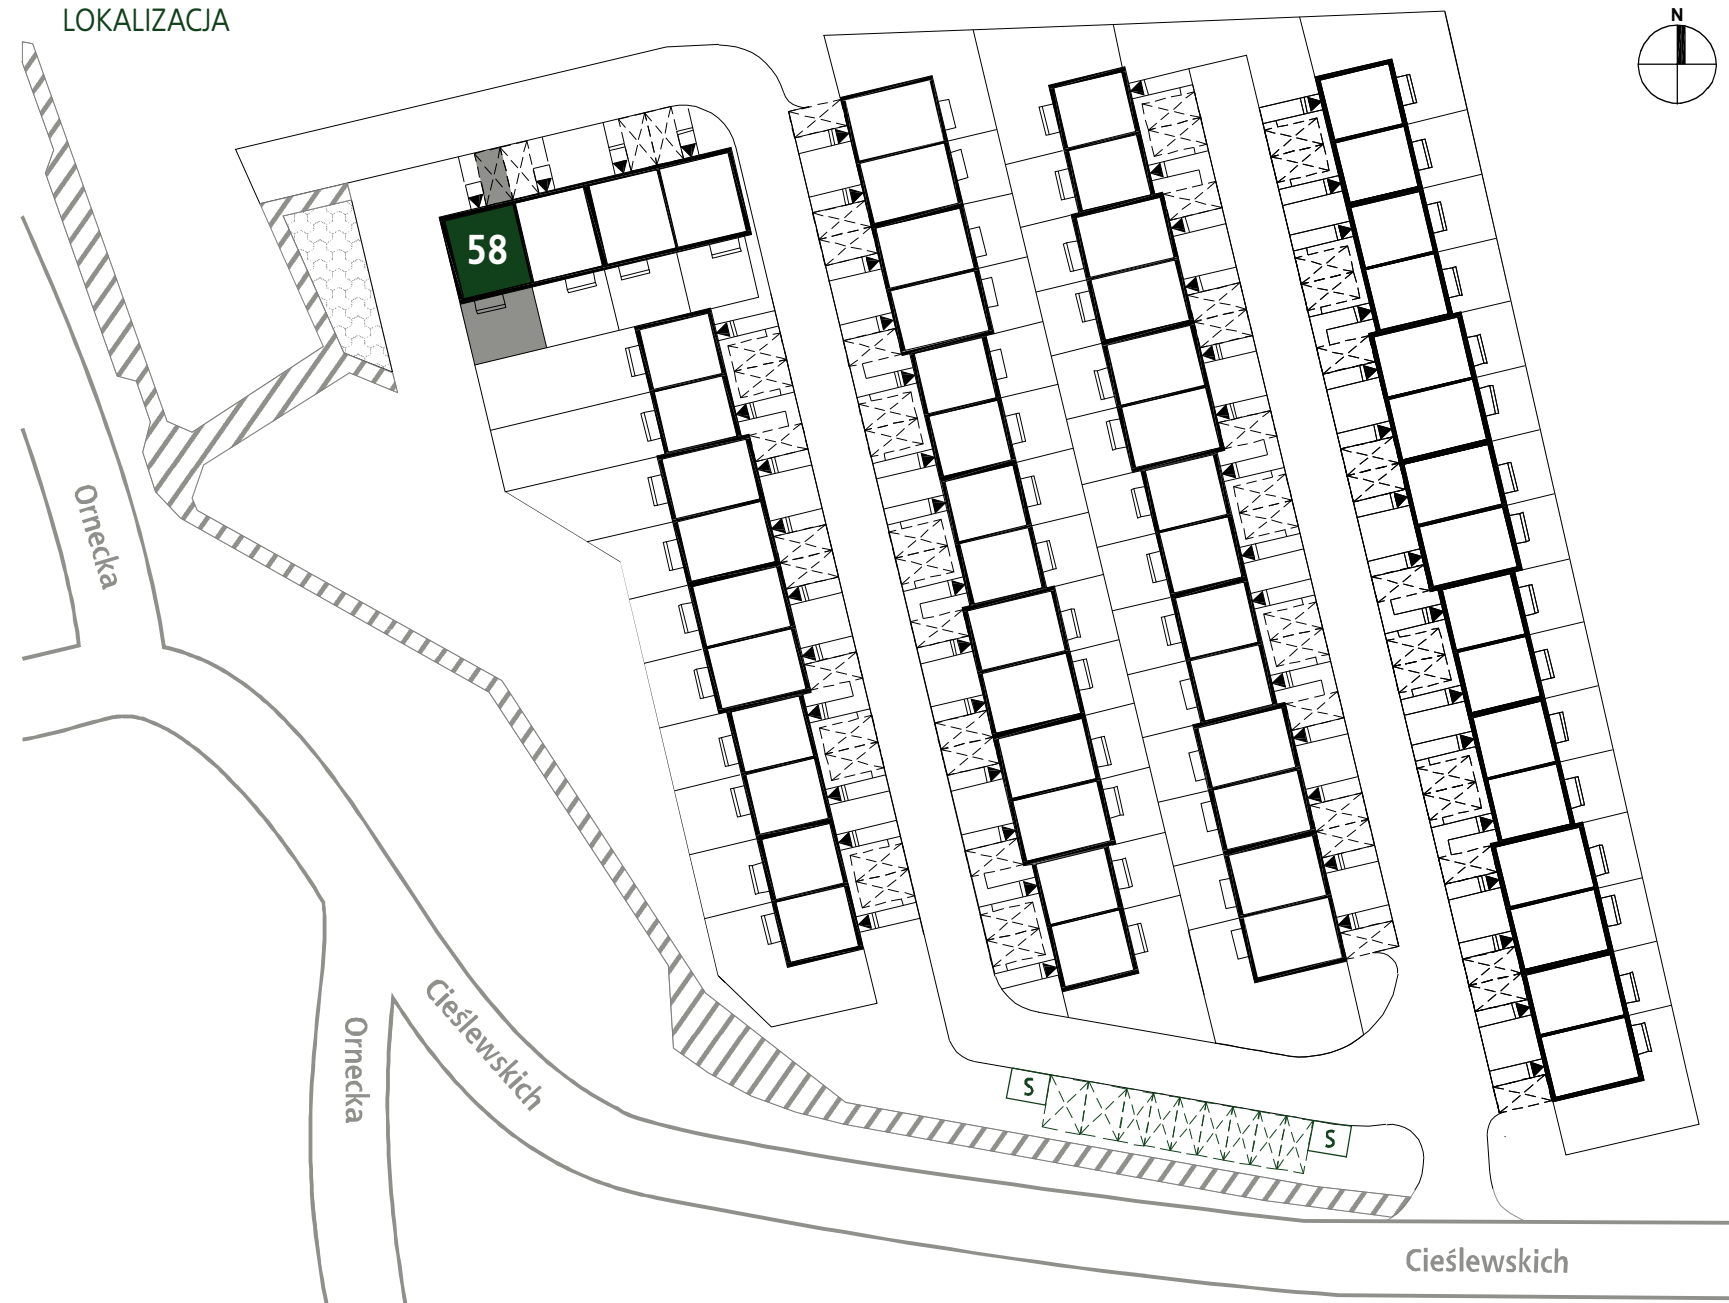 LOKALIZACJA
N
58
Ornecka
Ornecka
Cieślewskich
S
S
Cieślewskich